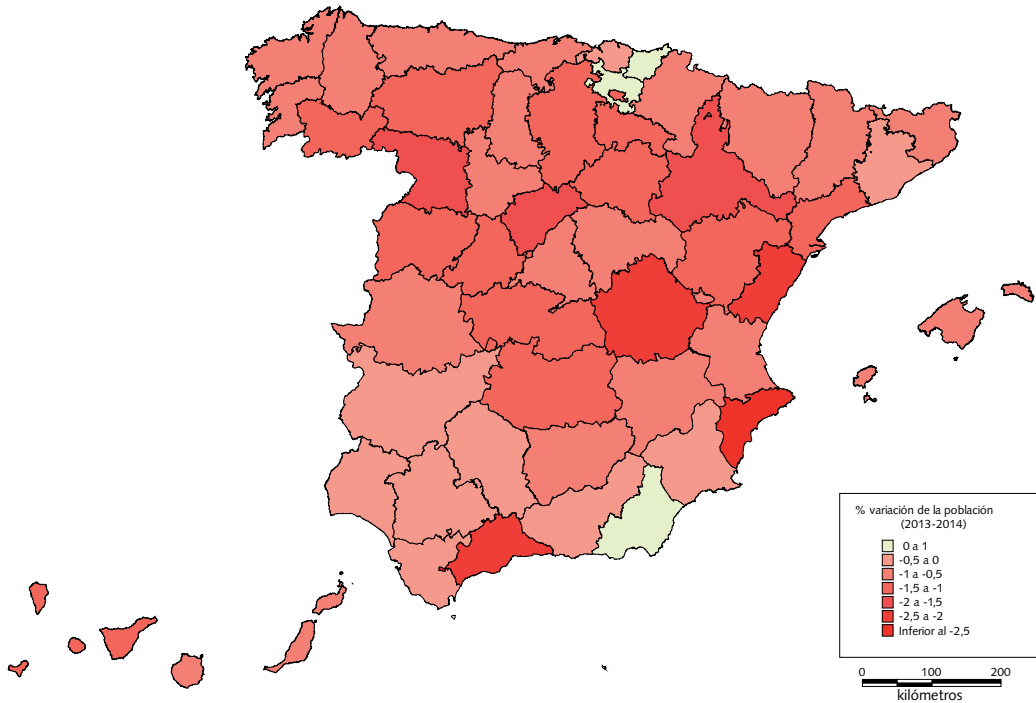 % variación de la población
(2013-2014)
0 a 1
-0,5 a 0
-1 a -0,5
-1,5 a -1
-2 a -1,5
-2,5 a -2
Inferior al -2,5
0 100 200
kilómetros